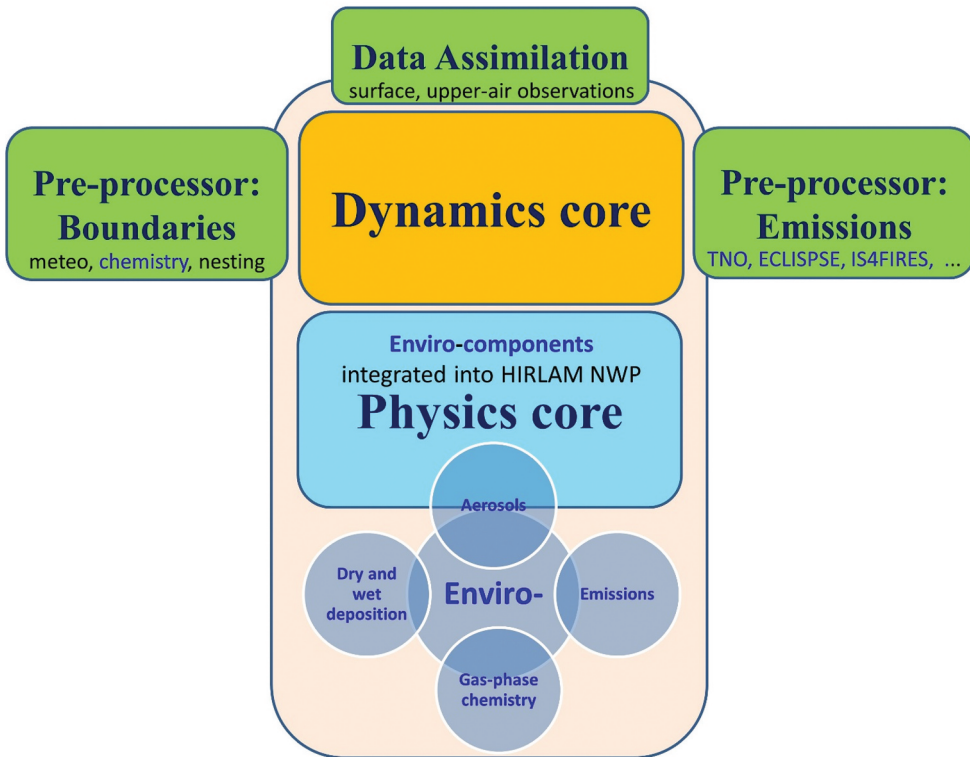 Data Assimilation
surface, upper-air observations
Pre-processor:
Boundaries
meteo, chemistry, nesting
Dynamics core
Pre-processor:
Emissions
TNO, ECLISPSE, IS4FIRES, ...
Enviro-components
integrated into HIRLAM NWP
Physics core
Aerosols
Dry and
wet
deposition
Enviro-
Emissions
Gas-phase
chemistry